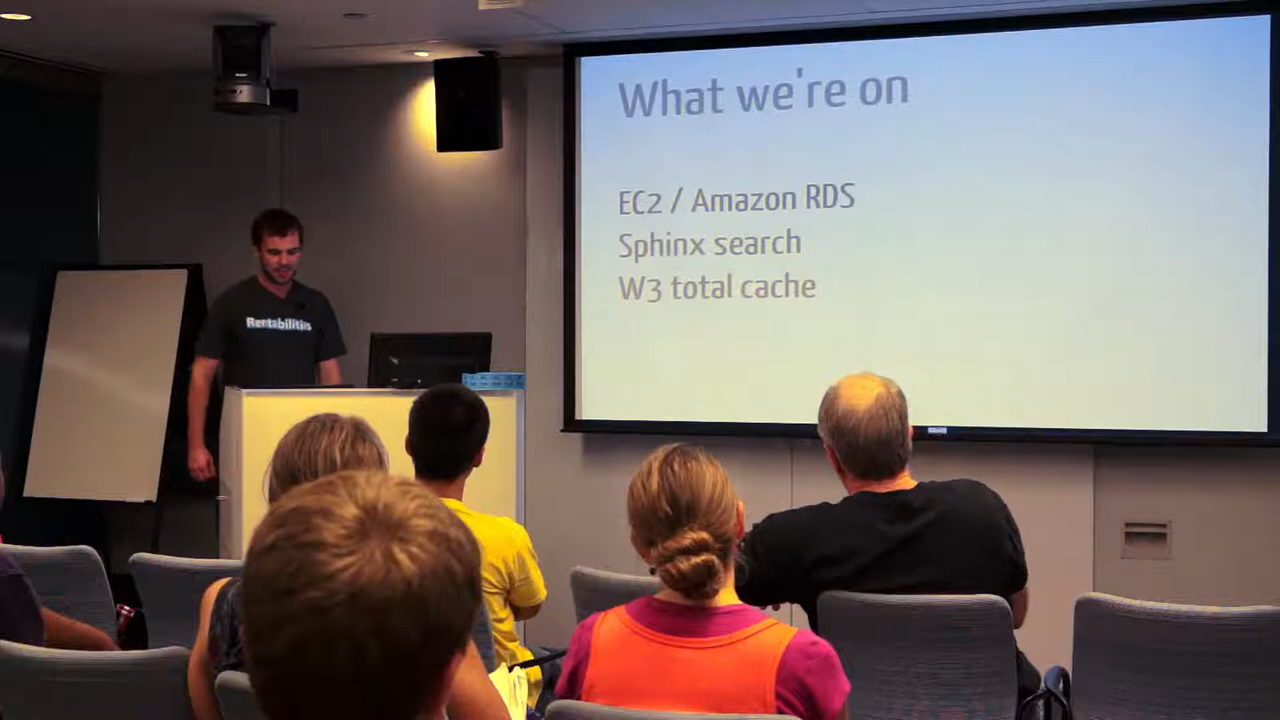 What we're on
EC2 / Amazon RDS
Sphinx search
W3 total cache
Rentabilities